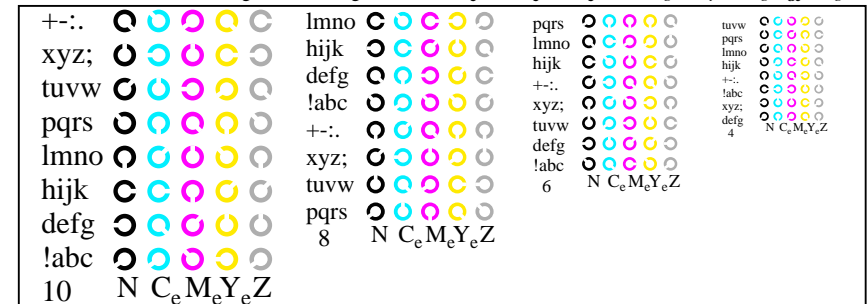 +-:.
xyz;
tuvw
pqrs
lmno
hijk
defg
!abc
10 N CeMeYeZ
lmno
hijk
defg
!abc
+-:.
xyz;
tuvw
pqrs
8 N CeMeYeZ
pqrs
lmno
hijk
+-:.
xyz;
tuvw
defg
!abc
6 N CeMeYeZ
tuvw
pqrs
lmno
hijk
+-:.
!abc
xyz;
defg
4 N CeMeYeZ